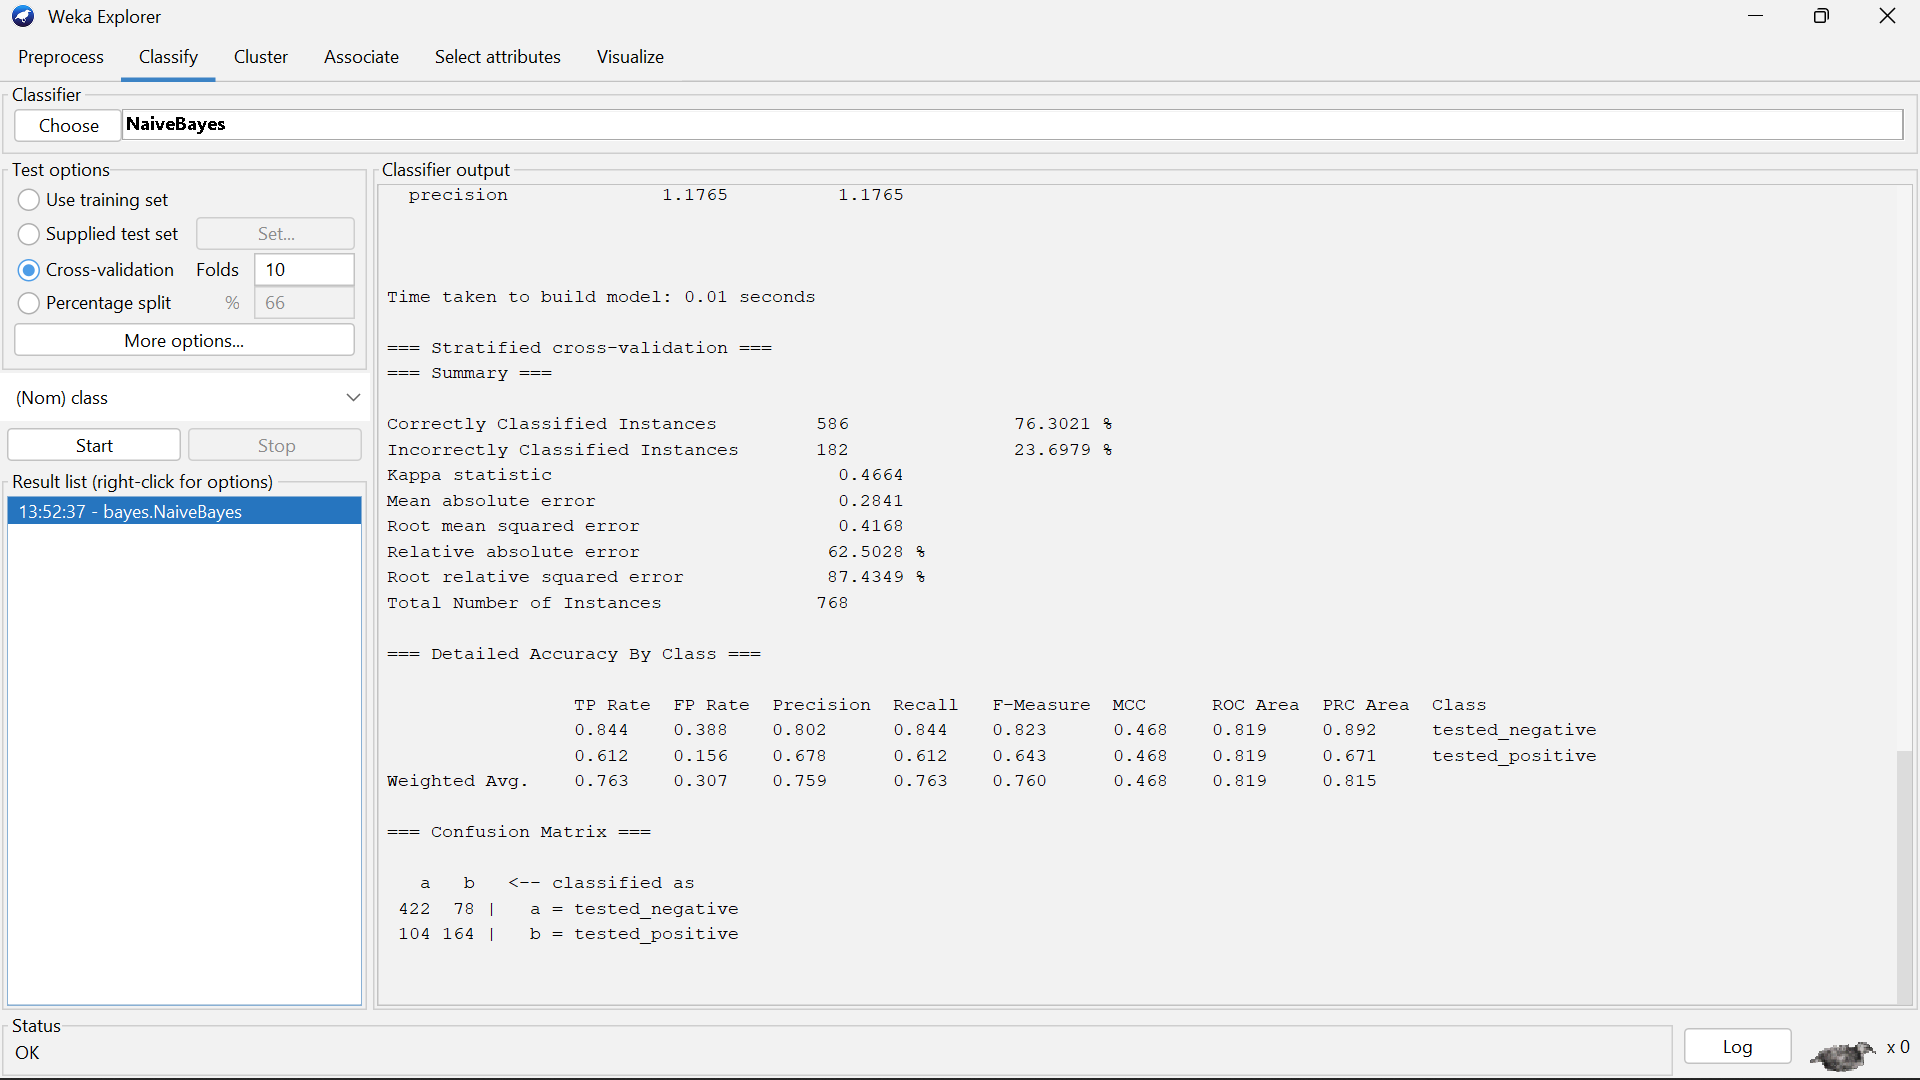 Weka Explorer
Preprocess Classify Cluster Associate Select attributes Visualize
Classifier
Choose NaiveBayes
Test options
Use training set
Supplied test set Set...
Cross-validation Folds 10
Percentage split % 66
More options...
(Nom) class
Start Stop
Result list (right-click for options)
13:52:37 - bayes.NaiveBayes
Classifier output
precision 1.1765 1.1765
Time taken to build model: 0.01 seconds
=== Stratified cross-validation ===
=== Summary ===
Correctly Classified Instances 586 76.3021 %
Incorrectly Classified Instances 182 23.6979 %
Kappa statistic 0.4664
Mean absolute error 0.2841
Root mean squared error 0.4168
Relative absolute error 62.5028 %
Root relative squared error 87.4349 %
Total Number of Instances 768
=== Detailed Accuracy By Class ===
TP Rate FP Rate Precision Recall F-Measure MCC ROC Area PRC Area Class
0.844 0.388 0.802 0.844 0.823 0.468 0.819 0.892 tested_negative
0.612 0.156 0.678 0.612 0.643 0.468 0.819 0.671 tested_positive
Weighted Avg. 0.763 0.307 0.759 0.763 0.760 0.468 0.819 0.815
=== Confusion Matrix ===
a b <-- classified as
422 78 | a = tested_negative
104 164 | b = tested_positive
Status
OK
Log x 0